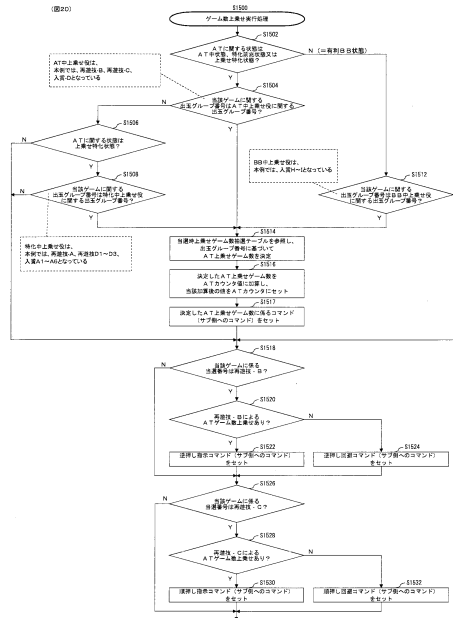 (図20)
S1500
ゲーム数上乗せ実行処理
S1502
ATに関する状態は
AT中状態、特化前兆状態又は
上乗せ特化状態?
N (=有利BB状態)
Y
AT中上乗せ役は、
本例では、再遊技-B、再遊技-C、
入賞-Dとなっている
S1504
当該ゲームに関する
出玉グループ番号はAT中上乗せ役に関する
出玉グループ番号?
N
Y
S1506
ATに関する状態は
上乗せ特化状態?
N
Y
S1508
当該ゲームに関する
出玉グループ番号は特化中上乗せ役
に関する出玉グループ番号?
N
Y
BB中上乗せ役は、
本例では、入賞H~Iとなっている
S1512
当該ゲームに関する
出玉グループ番号はBB中上乗せ役
に関する出玉グループ番号?
N
Y
特化中上乗せ役は、
本例では、再遊技-A、再遊技D1~D3、
入賞A1~A6となっている
S1514
当選時上乗せゲーム数抽選テーブルを参照し、
出玉グループ番号に基づいて
AT上乗せゲーム数を決定
S1516
決定したAT上乗せゲーム数を
ATカウンタ値に加算し、
当該加算後の値をATカウンタにセット
S1517
決定したAT上乗せゲーム数に係るコマンド
(サブ側へのコマンド)をセット
S1518
当該ゲームに係る
当選番号は再遊技-B?
N
Y
S1520
再遊技-Bによる
ATゲーム数上乗せあり?
N
Y
S1522
逆押し指示コマンド(サブ側へのコマンド)
をセット
S1524
逆押し回避コマンド(サブ側へのコマンド)
をセット
S1526
当該ゲームに係る
当選番号は再遊技-C?
N
Y
S1528
再遊技-Cによる
ATゲーム数上乗せあり?
N
Y
S1530
順押し指示コマンド(サブ側へのコマンド)
をセット
S1532
順押し回避コマンド(サブ側へのコマンド)
をセット